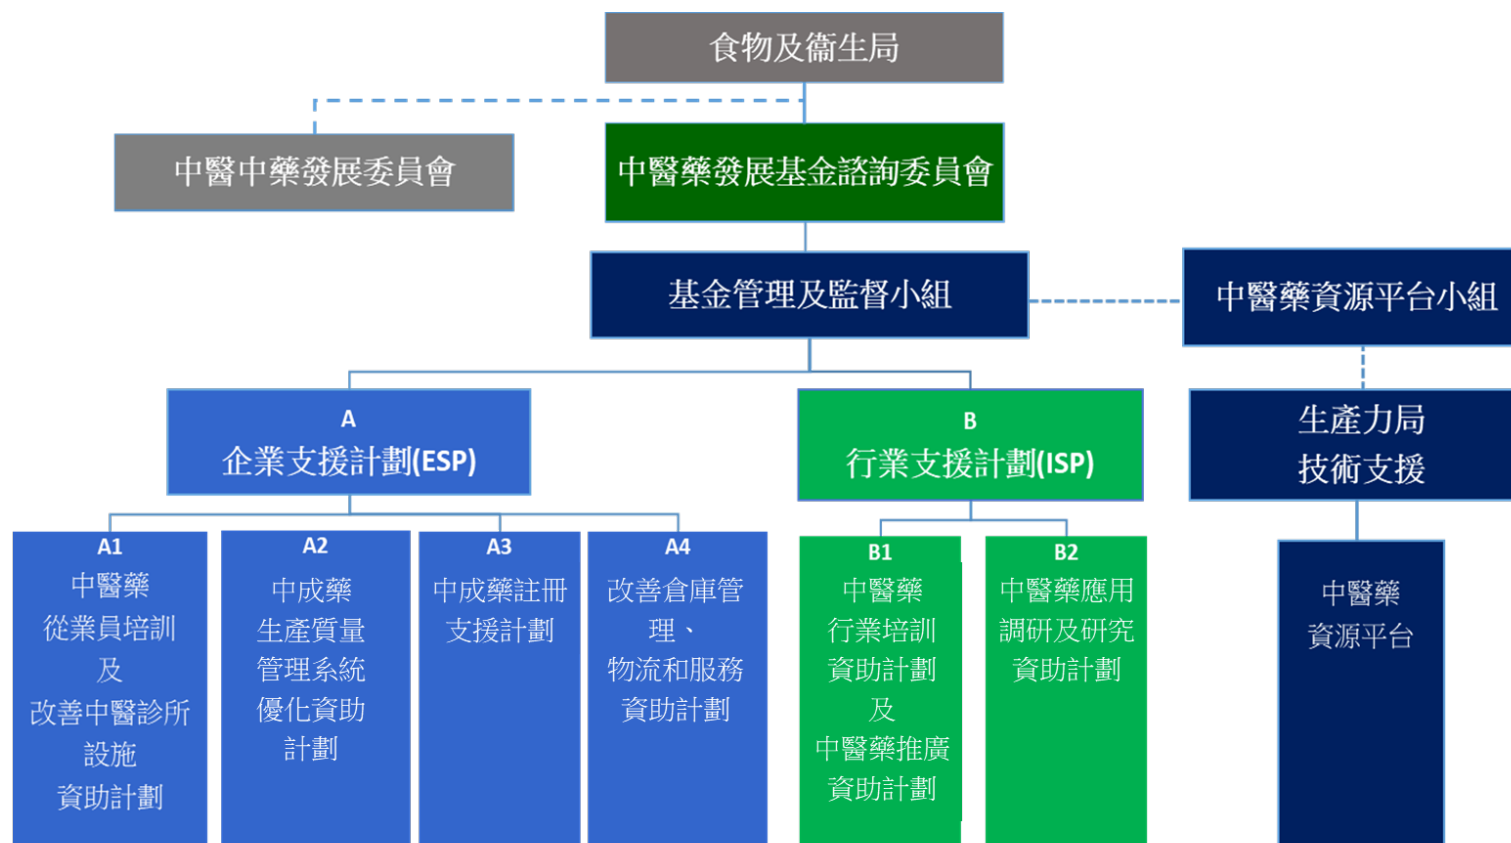 食物及衞生局
中醫中藥發展委員會
中醫藥發展基金諮詢委員會
基金管理及監督小組
中醫藥資源平台小組
A
企業支援計劃(ESP)
B
行業支援計劃(ISP)
生產力局
技術支援
A1
中醫藥
從業員培訓
及
改善中醫診所
設施
資助計劃
A2
中成藥
生產質量
管理系統
優化資助
計劃
A3
中成藥註冊
支援計劃
A4
改善倉庫管
理、
物流和服務
資助計劃
B1
中醫藥
行業培訓
資助計劃
及
中醫藥推廣
資助計劃
B2
中醫藥應用
調研及研究
資助計劃
中醫藥
資源平台